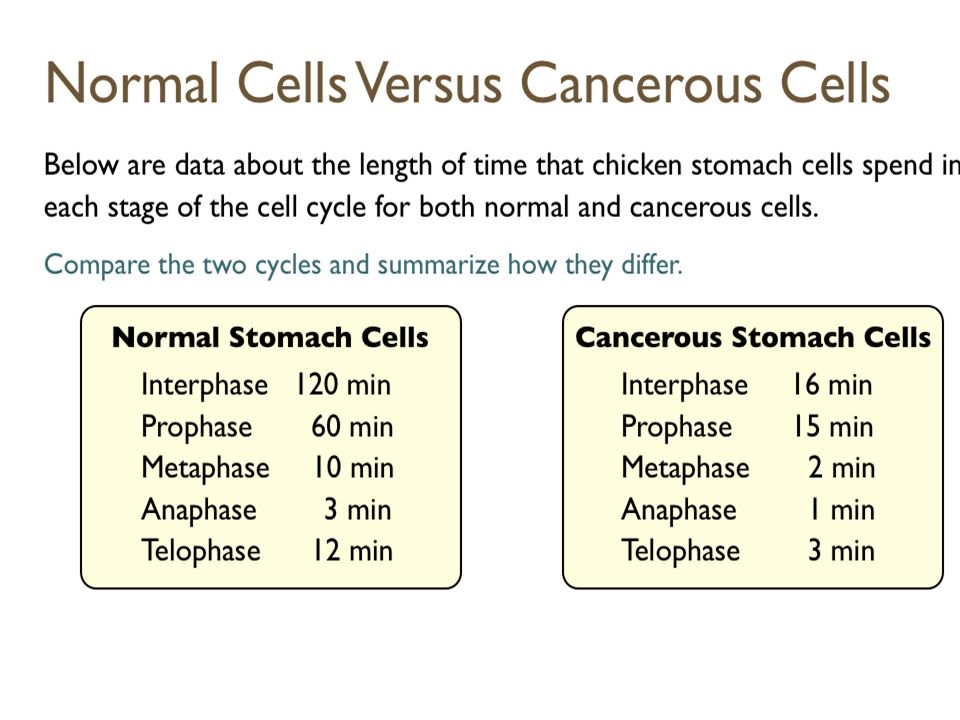 Normal Cells Versus Cancerous Cells
Below are data about the length of time that chicken stomach cells spend in
each stage of the cell cycle for both normal and cancerous cells.
Compare the two cycles and summarize how they differ.
Normal Stomach Cells
Interphase 120 min
Prophase 60 min
Metaphase 10 min
Anaphase 3 min
Telophase 12 min
Cancerous Stomach Cells
Interphase 16 min
Prophase 15 min
Metaphase 2 min
Anaphase 1 min
Telophase 3 min